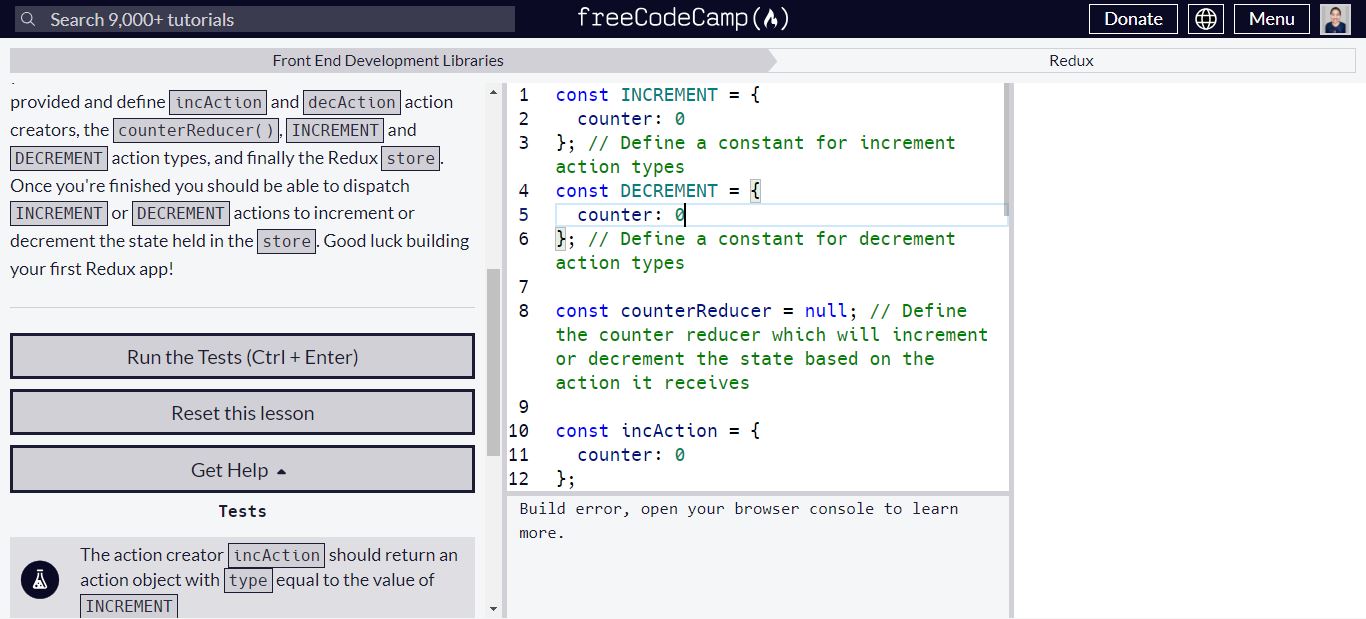 Search 9,000+ tutorials
freeCodeCamp
Donate
Menu
Front End Development Libraries
Redux
provided and define incAction and decAction action
creators, the counterReducer(), INCREMENT and
DECREMENT action types, and finally the Redux store.
Once you're finished you should be able to dispatch
INCREMENT or DECREMENT actions to increment or
decrement the state held in the store. Good luck building
your first Redux app!
Run the Tests (Ctrl + Enter)
Reset this lesson
Get Help
Tests
The action creator incAction should return an
action object with type equal to the value of
INCREMENT
1 const INCREMENT = {
2 counter: 0
3 }; // Define a constant for increment
action types
4 const DECREMENT = {
5 counter: 0
6 }; // Define a constant for decrement
action types
7
8 const counterReducer = null; // Define
the counter reducer which will increment
or decrement the state based on the
action it receives
9
10 const incAction = {
11 counter: 0
12 };
Build error, open your browser console to learn
more.